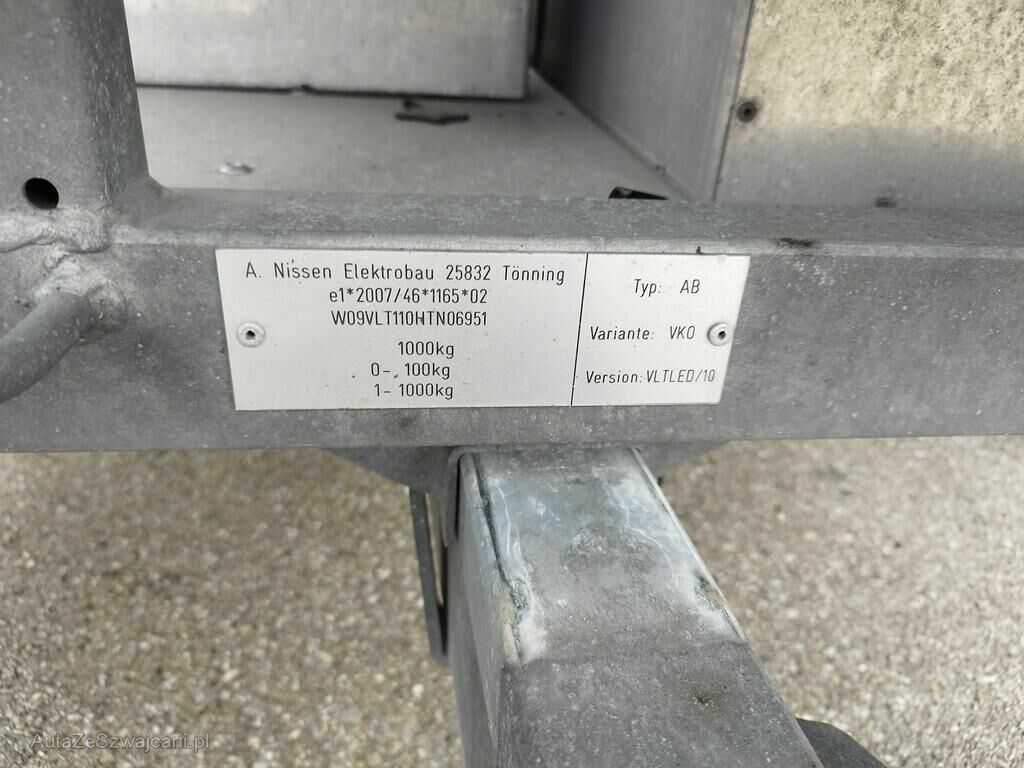 A. Nissen Elektrobau 25832 Tönning
e1*2007/46*1165*02
W09VLT110HTN06951
1000kg
0- 100kg
1- 1000kg
Typ: AB
Variante: VKO
Version: VLTLED/10
AutaZeSzwajcarii.pl